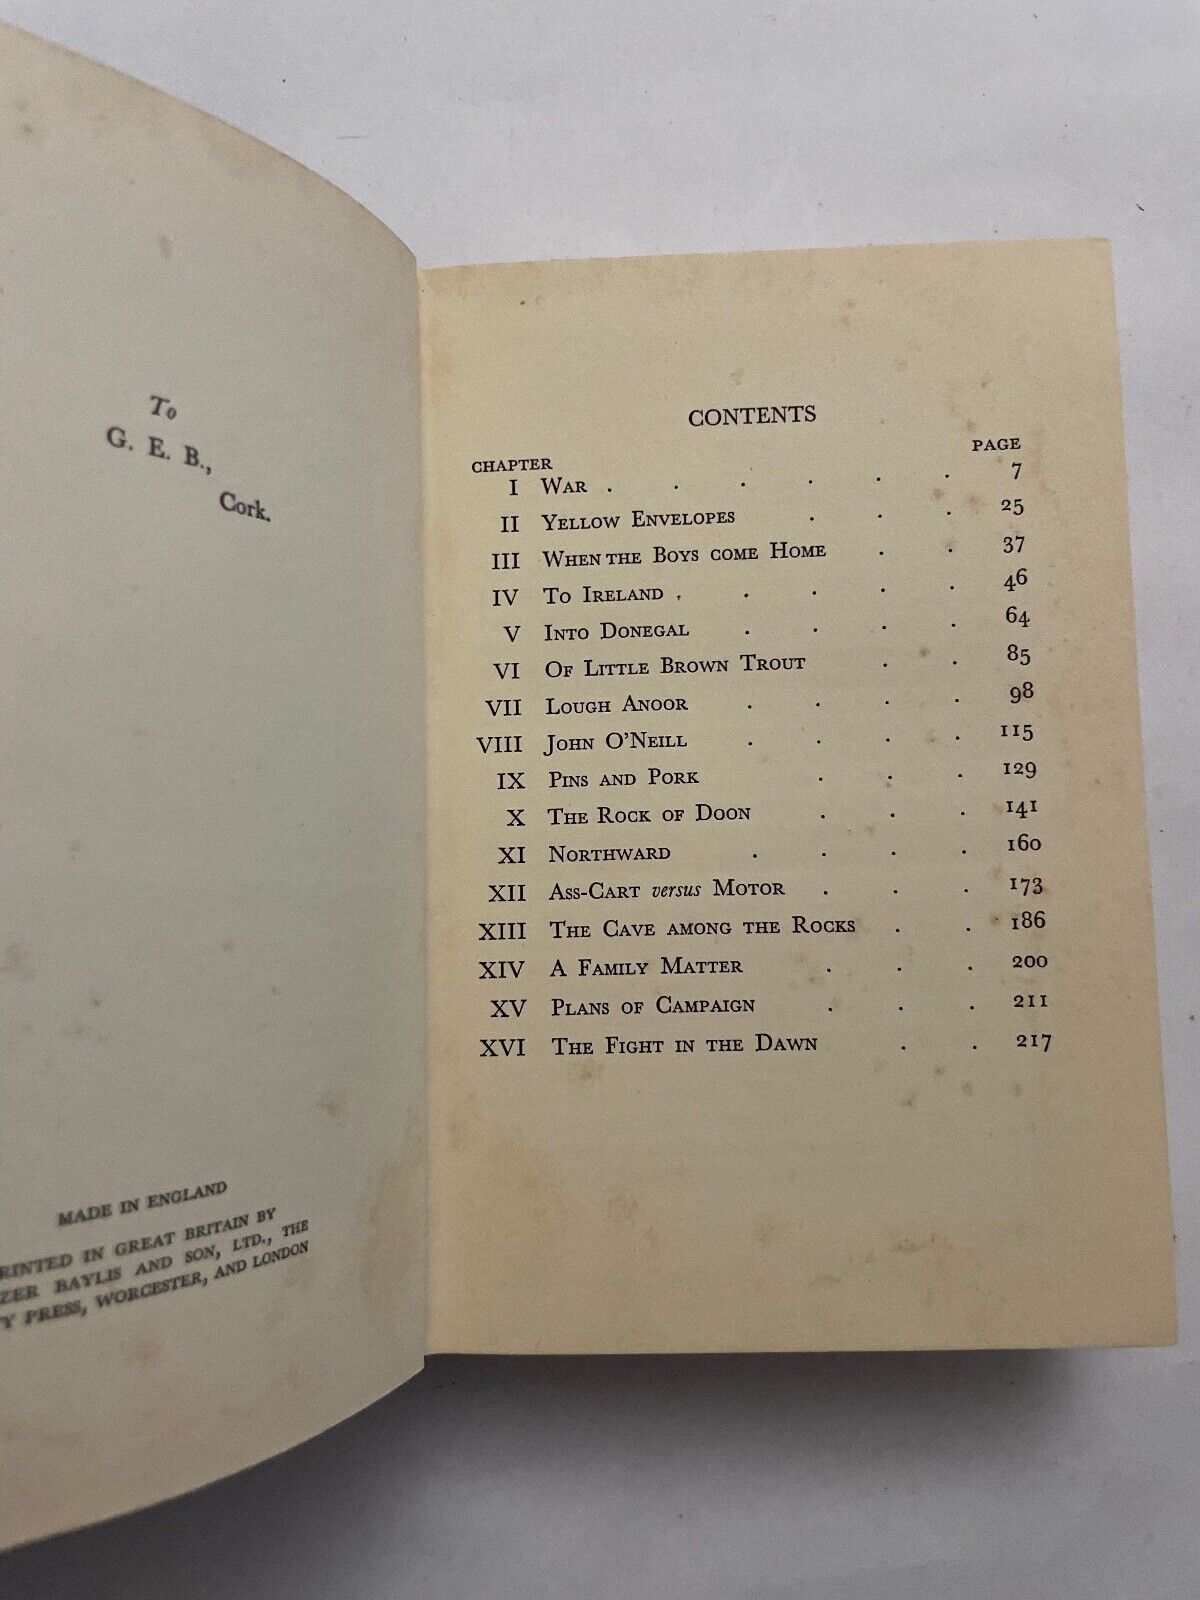 To
G. E. B.,
Cork.
MADE IN ENGLAND
RINTED IN GREAT BRITAIN BY
ZER BAYLIS AND SON, LTD., THE
Y PRESS, WORCESTER, AND LONDON
CONTENTS
CHAPTER PAGE
I WAR . . . . . . 7
II YELLOW ENVELOPES . . . 25
III WHEN THE BOYS COME HOME . . 37
IV TO IRELAND . . . . . 46
V INTO DONEGAL . . . . 64
VI OF LITTLE BROWN TROUT . . 85
VII LOUGH ANOOR . . . . 98
VIII JOHN O'NEILL . . . . 115
IX PINS AND PORK . . . 129
X THE ROCK OF DOON . . . 141
XI NORTHWARD . . . . 160
XII ASS-CART versus MOTOR . . . 173
XIII THE CAVE AMONG THE ROCKS . . 186
XIV A FAMILY MATTER . . . 200
XV PLANS OF CAMPAIGN . . . 211
XVI THE FIGHT IN THE DAWN . . 217